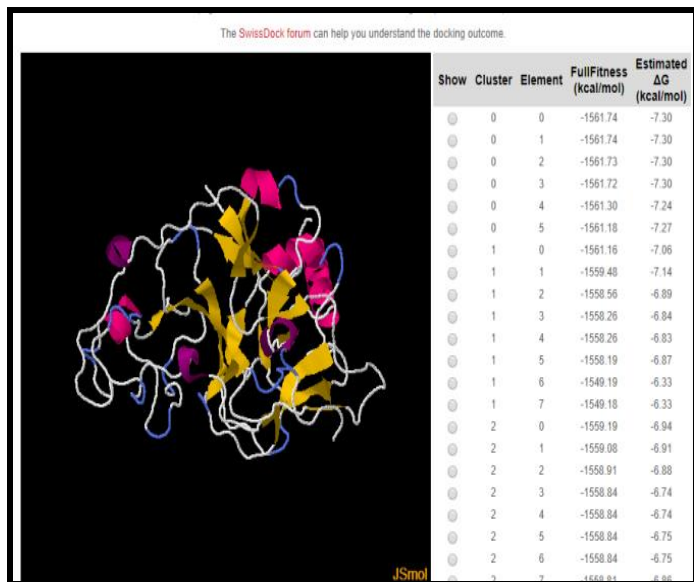 The SwissDock forum can help you understand the docking outcome.
Show Cluster Element FullFitness (kcal/mol) Estimated ΔG (kcal/mol)
0 0 -1561.74 -7.30
0 1 -1561.74 -7.30
0 2 -1561.73 -7.30
0 3 -1561.72 -7.30
0 4 -1561.30 -7.24
0 5 -1561.18 -7.27
1 0 -1561.16 -7.06
1 1 -1559.48 -7.14
1 2 -1558.56 -6.89
1 3 -1558.26 -6.84
1 4 -1558.26 -6.83
1 5 -1558.19 -6.87
1 6 -1549.19 -6.33
1 7 -1549.18 -6.33
2 0 -1559.19 -6.94
2 1 -1559.08 -6.91
2 2 -1558.91 -6.88
2 3 -1558.84 -6.74
2 4 -1558.84 -6.74
2 5 -1558.84 -6.75
2 6 -1558.84 -6.75
JSmol